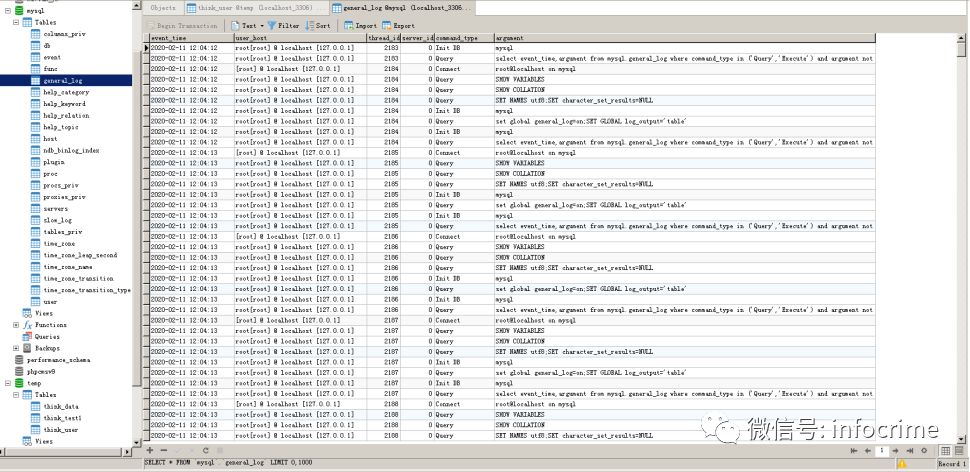 mysql
Tables
columns_priv
db
event
func
general_log
help_category
help_keyword
help_relation
help_topic
host
ndb_binlog_index
plugin
proc
procs_priv
proxies_priv
servers
slow_log
tables_priv
time_zone
time_zone_leap_second
time_zone_name
time_zone_transition
time_zone_transition_type
user
Views
Functions
Queries
Backups
performance_schema
phpcmsv9
temp
Tables
think_data
think_test1
think_user
Views
Objects think_user @temp (localhost_3306) general_log @mysql (localhost_3306...
Begin Transaction Text Filter Sort Import Export
event_time user_host thread_id server_id command_type argument
2020-02-11 12:04:12 root[root] @ localhost [127.0.0.1] 2183 0 Init DB mysql
2020-02-11 12:04:12 root[root] @ localhost [127.0.0.1] 2183 0 Query select event_time,argument from mysql.general_log where command_type in ('Query','Execute') and argument not
2020-02-11 12:04:12 [root] @ localhost [127.0.0.1] 2184 0 Connect root@localhost on mysql
2020-02-11 12:04:12 root[root] @ localhost [127.0.0.1] 2184 0 Query SHOW VARIABLES
2020-02-11 12:04:12 root[root] @ localhost [127.0.0.1] 2184 0 Query SHOW COLLATION
2020-02-11 12:04:12 root[root] @ localhost [127.0.0.1] 2184 0 Query SET NAMES utf8;SET character_set_results=NULL
2020-02-11 12:04:12 root[root] @ localhost [127.0.0.1] 2184 0 Init DB mysql
2020-02-11 12:04:12 root[root] @ localhost [127.0.0.1] 2184 0 Query set global general_log=on;SET GLOBAL log_output='table'
2020-02-11 12:04:12 root[root] @ localhost [127.0.0.1] 2184 0 Init DB mysql
2020-02-11 12:04:12 root[root] @ localhost [127.0.0.1] 2184 0 Query select event_time,argument from mysql.general_log where command_type in ('Query','Execute') and argument not
2020-02-11 12:04:13 [root] @ localhost [127.0.0.1] 2185 0 Connect root@localhost on mysql
2020-02-11 12:04:13 root[root] @ localhost [127.0.0.1] 2185 0 Query SHOW VARIABLES
2020-02-11 12:04:13 root[root] @ localhost [127.0.0.1] 2185 0 Query SHOW COLLATION
2020-02-11 12:04:13 root[root] @ localhost [127.0.0.1] 2185 0 Query SET NAMES utf8;SET character_set_results=NULL
2020-02-11 12:04:13 root[root] @ localhost [127.0.0.1] 2185 0 Init DB mysql
2020-02-11 12:04:13 root[root] @ localhost [127.0.0.1] 2185 0 Query set global general_log=on;SET GLOBAL log_output='table'
2020-02-11 12:04:13 root[root] @ localhost [127.0.0.1] 2185 0 Init DB mysql
2020-02-11 12:04:13 root[root] @ localhost [127.0.0.1] 2185 0 Query select event_time,argument from mysql.general_log where command_type in ('Query','Execute') and argument not
2020-02-11 12:04:13 [root] @ localhost [127.0.0.1] 2186 0 Connect root@localhost on mysql
2020-02-11 12:04:13 root[root] @ localhost [127.0.0.1] 2186 0 Query SHOW VARIABLES
2020-02-11 12:04:13 root[root] @ localhost [127.0.0.1] 2186 0 Query SHOW COLLATION
2020-02-11 12:04:13 root[root] @ localhost [127.0.0.1] 2186 0 Query SET NAMES utf8;SET character_set_results=NULL
2020-02-11 12:04:13 root[root] @ localhost [127.0.0.1] 2186 0 Init DB mysql
2020-02-11 12:04:13 root[root] @ localhost [127.0.0.1] 2186 0 Query set global general_log=on;SET GLOBAL log_output='table'
2020-02-11 12:04:13 root[root] @ localhost [127.0.0.1] 2186 0 Init DB mysql
2020-02-11 12:04:13 root[root] @ localhost [127.0.0.1] 2186 0 Query select event_time,argument from mysql.general_log where command_type in ('Query','Execute') and argument not
2020-02-11 12:04:13 [root] @ localhost [127.0.0.1] 2187 0 Connect root@localhost on mysql
2020-02-11 12:04:13 root[root] @ localhost [127.0.0.1] 2187 0 Query SHOW VARIABLES
2020-02-11 12:04:13 root[root] @ localhost [127.0.0.1] 2187 0 Query SHOW COLLATION
2020-02-11 12:04:13 root[root] @ localhost [127.0.0.1] 2187 0 Query SET NAMES utf8;SET character_set_results=NULL
2020-02-11 12:04:13 root[root] @ localhost [127.0.0.1] 2187 0 Init DB mysql
2020-02-11 12:04:13 root[root] @ localhost [127.0.0.1] 2187 0 Query set global general_log=on;SET GLOBAL log_output='table'
2020-02-11 12:04:13 root[root] @ localhost [127.0.0.1] 2187 0 Init DB mysql
2020-02-11 12:04:13 root[root] @ localhost [127.0.0.1] 2187 0 Query select event_time,argument from mysql.general_log where command_type in ('Query','Execute') and argument not
2020-02-11 12:04:13 [root] @ localhost [127.0.0.1] 2188 0 Connect root@localhost on mysql
2020-02-11 12:04:13 root[root] @ localhost [127.0.0.1] 2188 0 Query SHOW VARIABLES
2020-02-11 12:04:13 root[root] @ localhost [127.0.0.1] 2188 0 Query SHOW COLLATION
2020-02-11 12:04:13 root[root] @ localhost [127.0.0.1] 2188 0 Query SET NAMES utf8;SET character_set_results=NULL
微信号: infocrime
1
SELECT * FROM `mysql`.`general_log` LIMIT 0,1000 Record 1